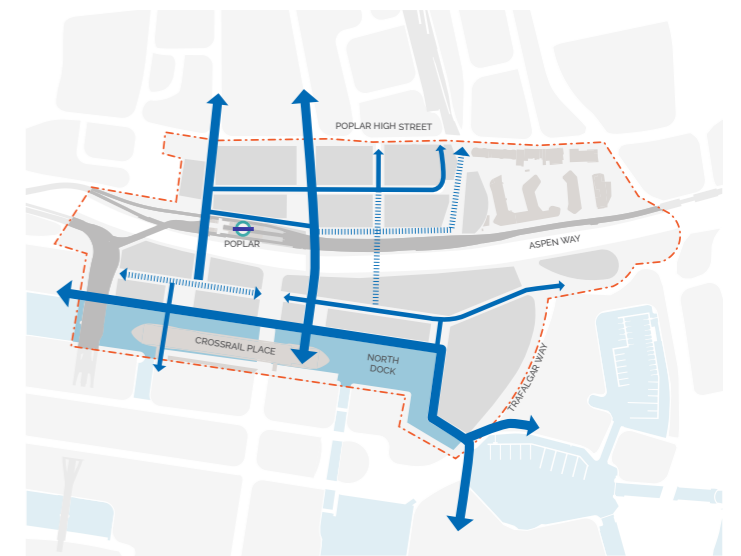 POPLAR HIGH STREET
POPLAR
ASPEN WAY
CROSSRAIL PLACE
NORTH
DOCK
TRAFALGAR WAY